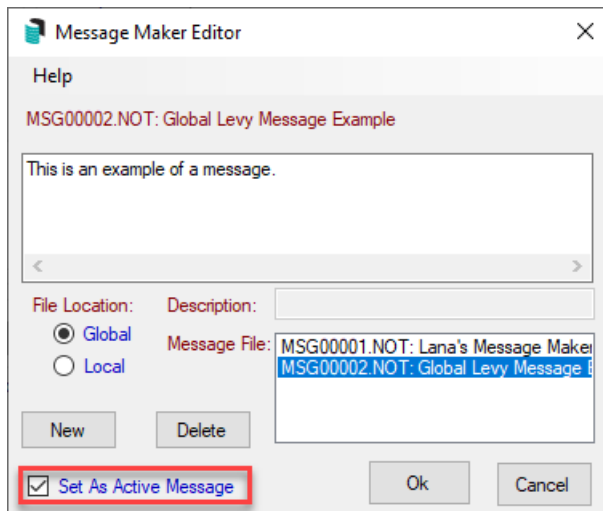 Message Maker Editor
Help
MSG00002.NOT: Global Levy Message Example
This is an example of a message.
File Location:
Global
Local
Description:
Message File:
MSG00001.NOT: Lana's Message Maker
MSG00002.NOT: Global Levy Message
New
Delete
Set As Active Message
Ok
Cancel